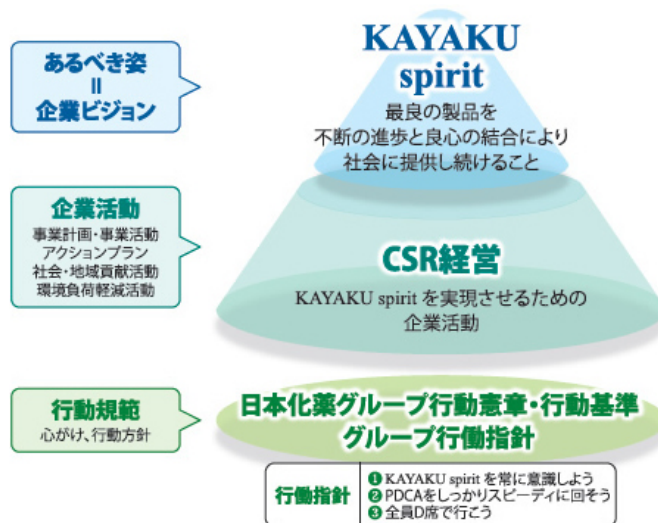 あるべき姿
||
企業ビジョン
KAYAKU
spirit
最良の製品を
不断の進歩と良心の結合により
社会に提供し続けること
企業活動
事業計画・事業活動
アクションプラン
社会・地域貢献活動
環境負荷軽減活動
CSR経営
KAYAKU spirit を実現させるための
企業活動
行動規範
心がけ、行動方針
日本化薬グループ行動憲章・行動基準
グループ行働指針
行働指針
❶ KAYAKU spirit を常に意識しよう
❷ PDCAをしっかりスピーディに回そう
❸ 全員D席で行こう